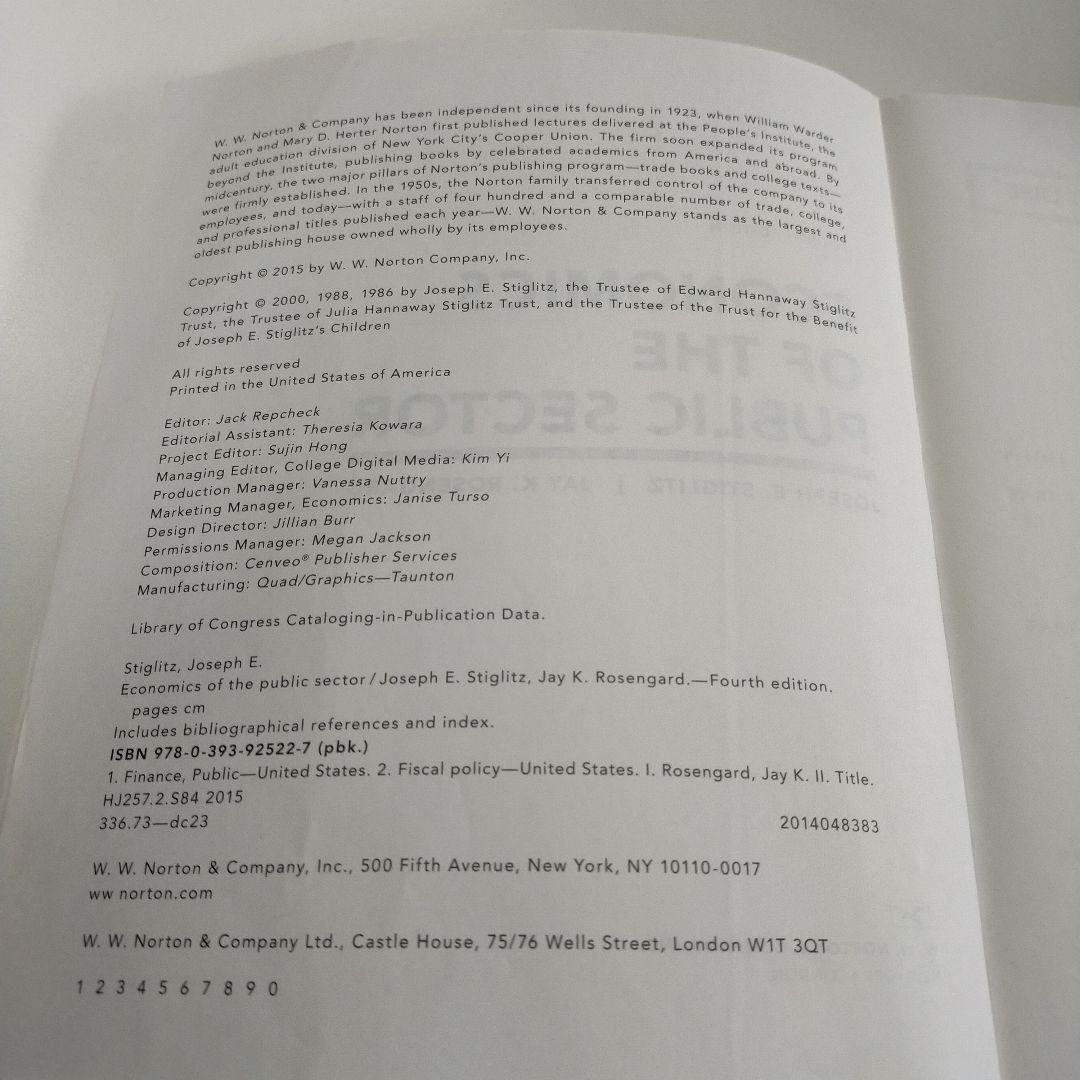 W. W. Norton & Company has been independent since its founding in 1923, when William Warder
Norton and Mary D. Herter Norton first published lectures delivered at the People's Institute, the
adult education division of New York City's Cooper Union. The firm soon expanded its program
beyond the Institute, publishing books by celebrated academics from America and abroad. By
midcentury, the two major pillars of Norton's publishing program—trade books and college texts—
were firmly established. In the 1950s, the Norton family transferred control of the company to its
employees, and today—with a staff of four hundred and a comparable number of trade, college,
and professional titles published each year—W. W. Norton & Company stands as the largest and
oldest publishing house owned wholly by its employees.
Copyright © 2015 by W. W. Norton Company, Inc.
Copyright © 2000, 1988, 1986 by Joseph E. Stiglitz, the Trustee of Edward Hannaway Stiglitz
Trust, the Trustee of Julia Hannaway Stiglitz Trust, and the Trustee of the Trust for the Benefit
of Joseph E. Stiglitz's Children
All rights reserved
Printed in the United States of America
Editor: Jack Repcheck
Editorial Assistant: Theresia Kowara
Project Editor: Sujin Hong
Managing Editor, College Digital Media: Kim Yi
Production Manager: Vanessa Nuttry
Marketing Manager, Economics: Janise Turso
Design Director: Jillian Burr
Permissions Manager: Megan Jackson
Composition: Cenveo® Publisher Services
Manufacturing: Quad/Graphics—Taunton
Library of Congress Cataloging-in-Publication Data.
Stiglitz, Joseph E.
Economics of the public sector / Joseph E. Stiglitz, Jay K. Rosengard.—Fourth edition.
pages cm
Includes bibliographical references and index.
ISBN 978-0-393-92522-7 (pbk.)
1. Finance, Public—United States. 2. Fiscal policy—United States. I. Rosengard, Jay K. II. Title.
HJ257.2.S84 2015
336.73—dc23 2014048383
W. W. Norton & Company, Inc., 500 Fifth Avenue, New York, NY 10110-0017
ww norton.com
W. W. Norton & Company Ltd., Castle House, 75/76 Wells Street, London W1T 3QT
1 2 3 4 5 6 7 8 9 0